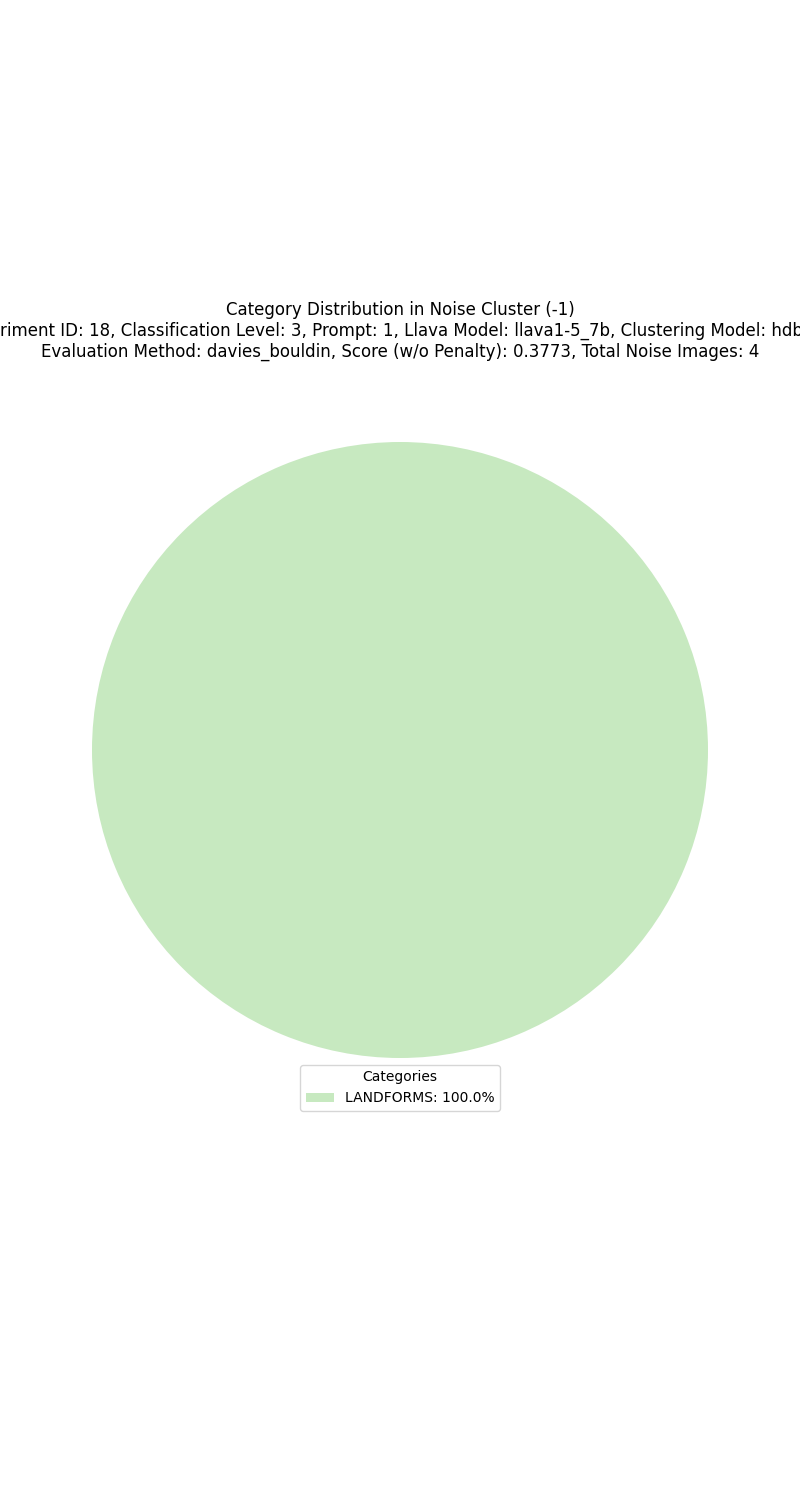 Category Distribution in Noise Cluster (-1)
riment ID: 18, Classification Level: 3, Prompt: 1, Llava Model: llava1-5_7b, Clustering Model: hdb
Evaluation Method: davies_bouldin, Score (w/o Penalty): 0.3773, Total Noise Images: 4
Categories
LANDFORMS: 100.0%